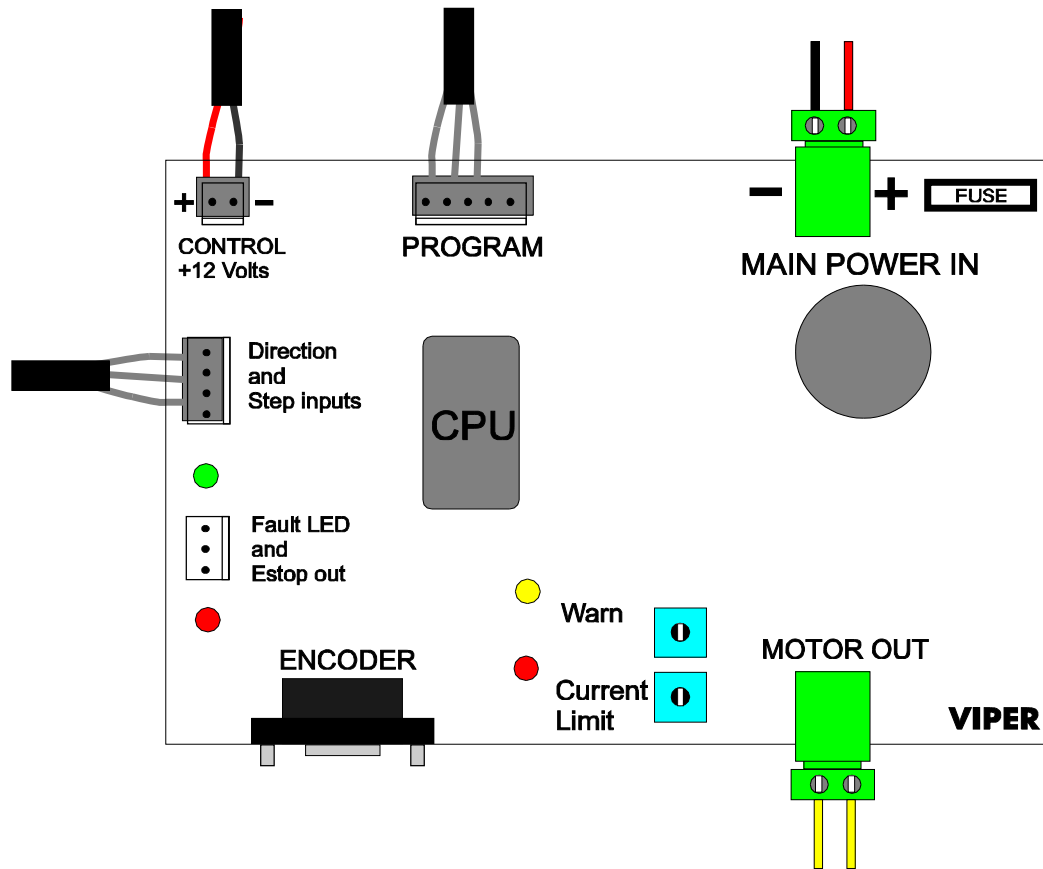 +
-
CONTROL
+12 Volts
PROGRAM
-
+
FUSE
MAIN POWER IN
Direction
and
Step inputs
CPU
Fault LED
and
Estop out
Warn
Current
Limit
ENCODER
MOTOR OUT
VIPER